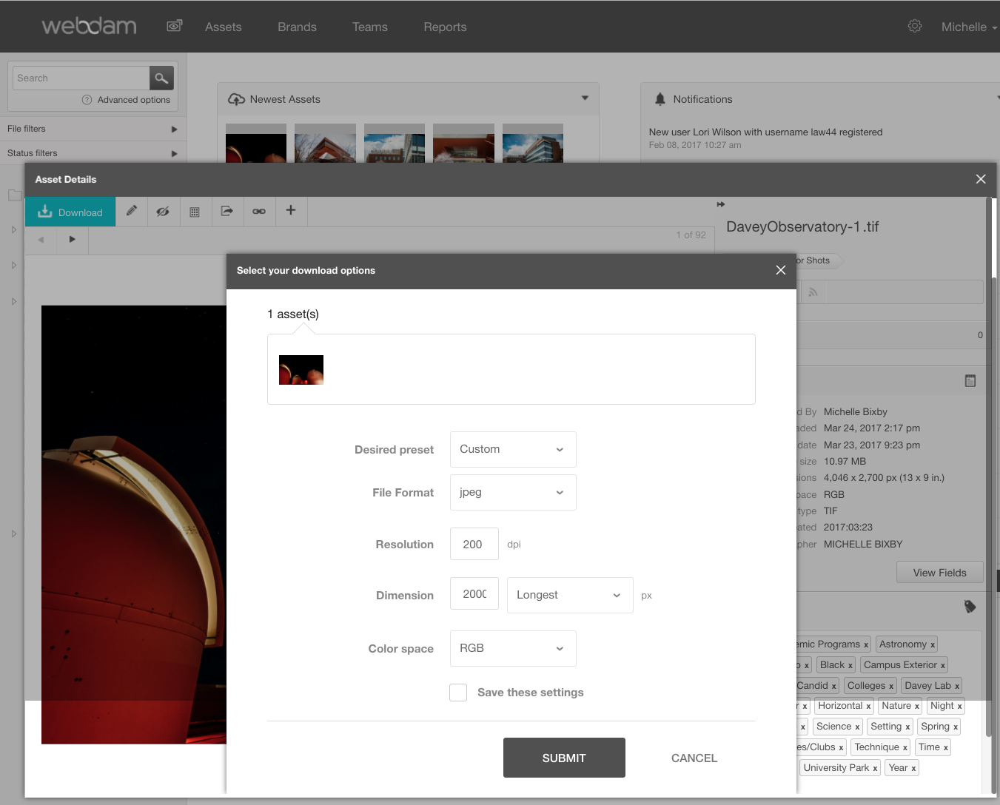 webdam Assets Brands Teams Reports Michelle
Search
Advanced options
File filters
Status filters
Newest Assets
Notifications
New user Lori Wilson with username law44 registered
Feb 08, 2017 10:27 am
Asset Details
Download
1 of 92
DaveyObservatory-1.tif
or Shots
0
Select your download options
1 asset(s)
Desired preset Custom
File Format jpeg
Resolution 200 dpi
Dimension 2000 Longest px
Color space RGB
Save these settings
SUBMIT CANCEL
d By Michelle Bixby
aded Mar 24, 2017 2:17 pm
date Mar 23, 2017 9:23 pm
size 10.97 MB
sions 4,046 x 2,700 px (13 x 9 in.)
pace RGB
type TIF
ated 2017:03:23
pher MICHELLE BIXBY
View Fields
emic Programs x Astronomy x
o x Black x Campus Exterior x
Candid x Colleges x Davey Lab x
r x Horizontal x Nature x Night x
x Science x Setting x Spring x
es/Clubs x Technique x Time x
University Park x Year x